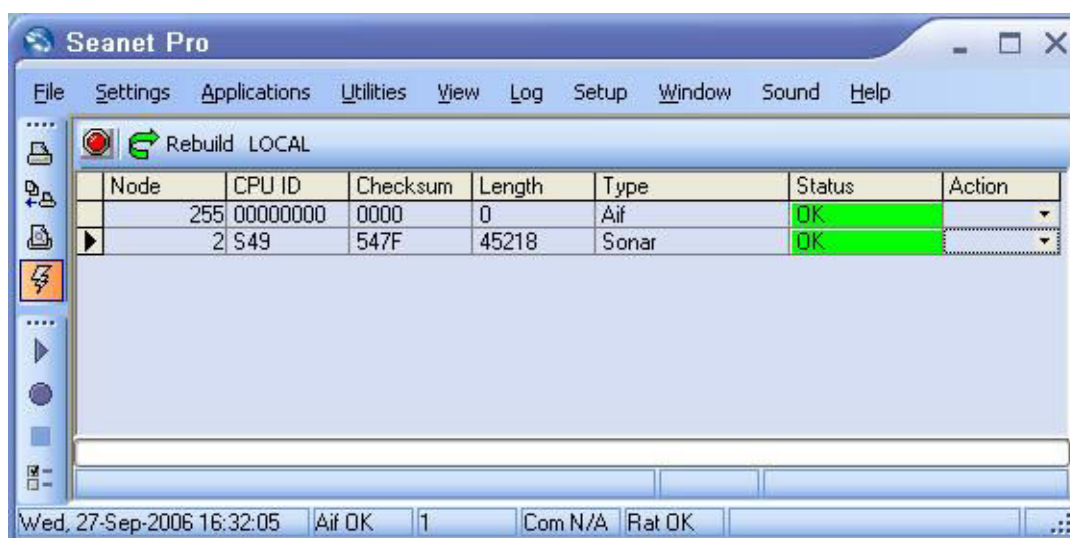 Seanet Pro
File Settings Applications Utilities View Log Setup Window Sound Help
Rebuild LOCAL
Node CPU ID Checksum Length Type Status Action
255 00000000 0000 0 Aif OK
2 S49 547F 45218 Sonar OK
Wed, 27-Sep-2006 16:32:05 Aif OK 1 Com N/A Rat OK